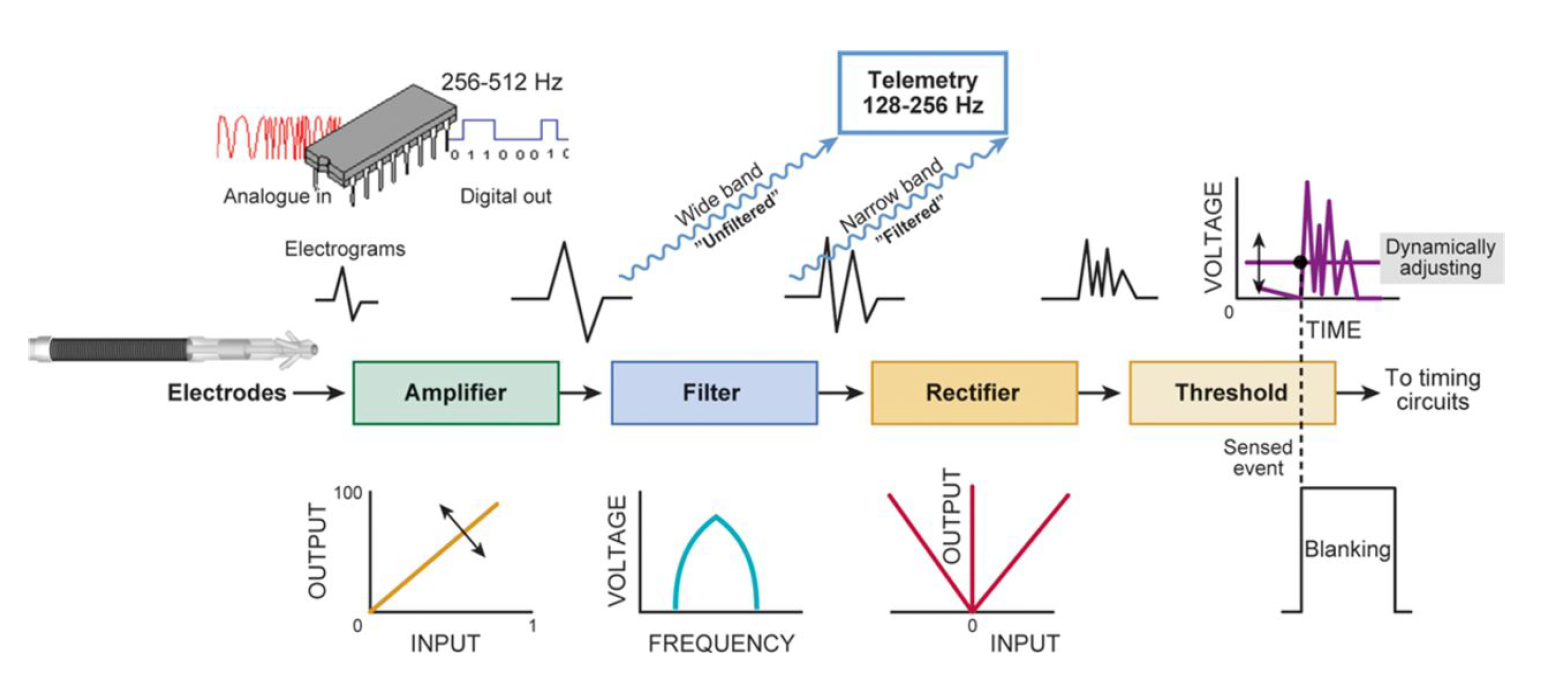 256-512 Hz
0 1 1 0 0 0 1 0
Analogue in
Digital out
Telemetry
128-256 Hz
Wide band
"Unfiltered"
Narrow band
"Filtered"
Electrograms
VOLTAGE
0
TIME
Dynamically
adjusting
Electrodes
Amplifier
Filter
Rectifier
Threshold
To timing
circuits
Sensed
event
100
OUTPUT
0
INPUT
1
VOLTAGE
FREQUENCY
OUTPUT
0
INPUT
Blanking